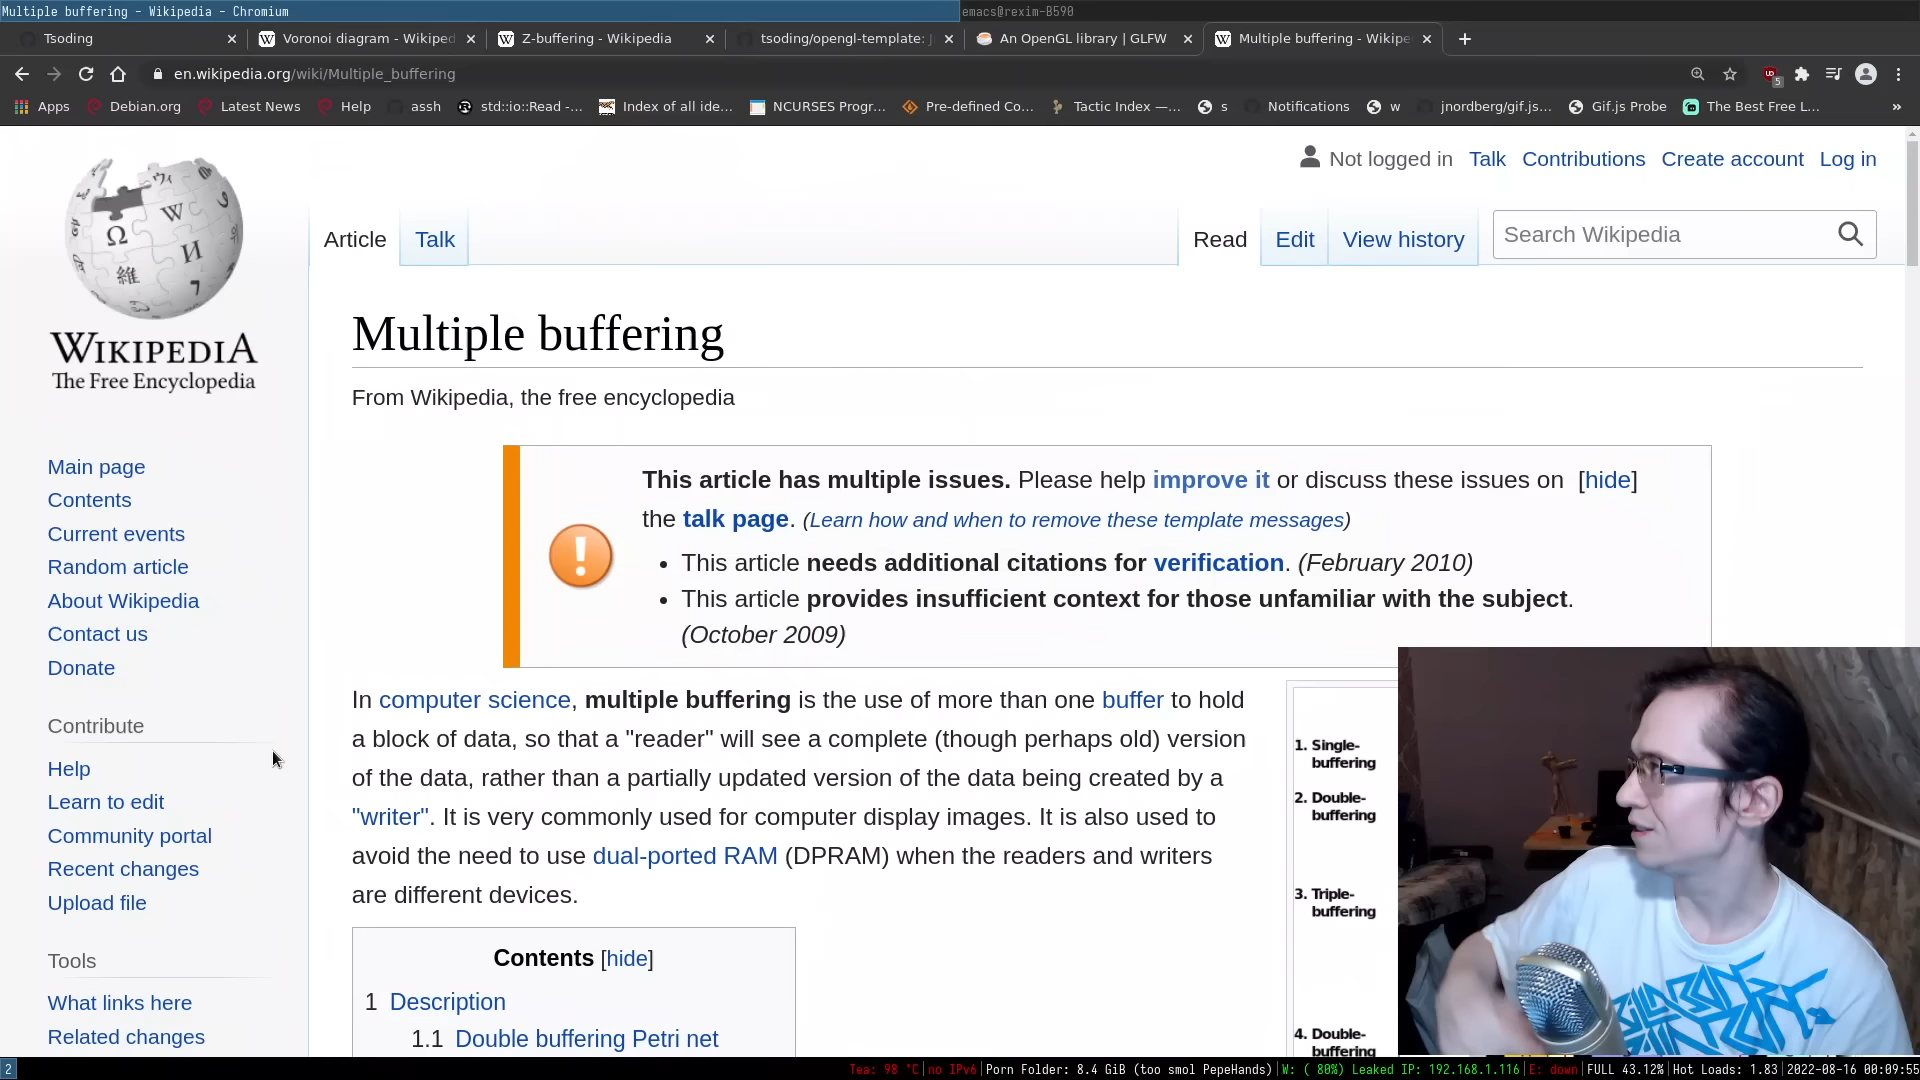 Multiple buffering - Wikipedia - Chromium
emacs@rexim-B590
Tsoding
Voronoi diagram - Wikiped
Z-buffering - Wikipedia
tsoding/opengl-template:
An OpenGL library | GLFW
Multiple buffering - Wikipe
en.wikipedia.org/wiki/Multiple_buffering
5
Apps
Debian.org
Latest News
Help
assh
std::io::Read -...
Index of all ide...
NCURSES Progr...
Pre-defined Co...
Tactic Index —...
s
Notifications
w
jnordberg/gif.js...
Gif.js Probe
The Best Free L...
»
Not logged in
Talk
Contributions
Create account
Log in
Article
Talk
Read
Edit
View history
Search Wikipedia
WIKIPEDIA
The Free Encyclopedia
Multiple buffering
From Wikipedia, the free encyclopedia
This article has multiple issues. Please help improve it or discuss these issues on [hide]
the talk page. (Learn how and when to remove these template messages)
• This article needs additional citations for verification. (February 2010)
• This article provides insufficient context for those unfamiliar with the subject.
(October 2009)
In computer science, multiple buffering is the use of more than one buffer to hold
a block of data, so that a "reader" will see a complete (though perhaps old) version
of the data, rather than a partially updated version of the data being created by a
"writer". It is very commonly used for computer display images. It is also used to
avoid the need to use dual-ported RAM (DPRAM) when the readers and writers
are different devices.
Contents [hide]
1 Description
1.1 Double buffering Petri net
1. Single-
buffering
2. Double-
buffering
3. Triple-
buffering
4. Double-
buffering
Main page
Contents
Current events
Random article
About Wikipedia
Contact us
Donate
Contribute
Help
Learn to edit
Community portal
Recent changes
Upload file
Tools
What links here
Related changes
2
Tea: 98 °C|no IPv6|Porn Folder: 8.4 GiB (too smol PepeHands)|W: ( 80%) Leaked IP: 192.168.1.116|E: down|FULL 43.12%|Hot Loads: 1.83|2022-08-16 00:09:55